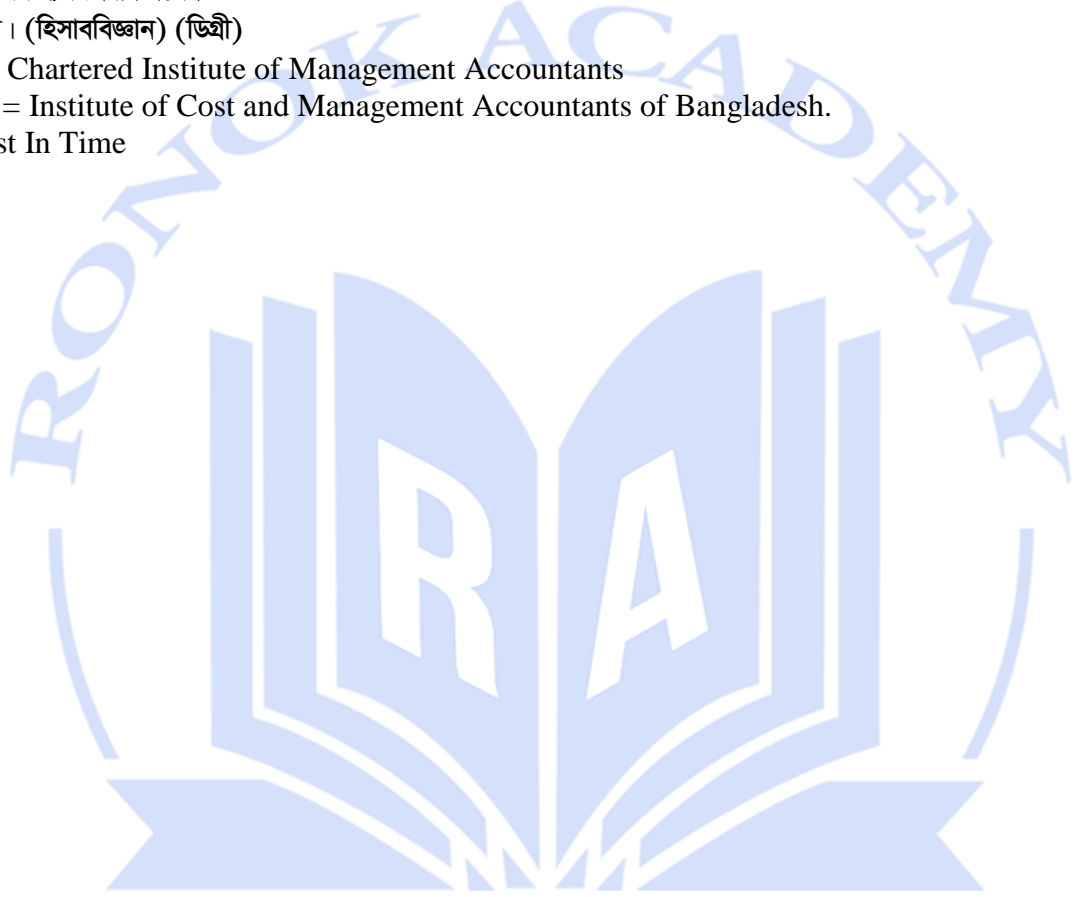 । (হিসাববিজ্ঞান) (ডিগ্রী)
Chartered Institute of Management Accountants
= Institute of Cost and Management Accountants of Bangladesh.
st In Time
RONOK ACADEMY
RA